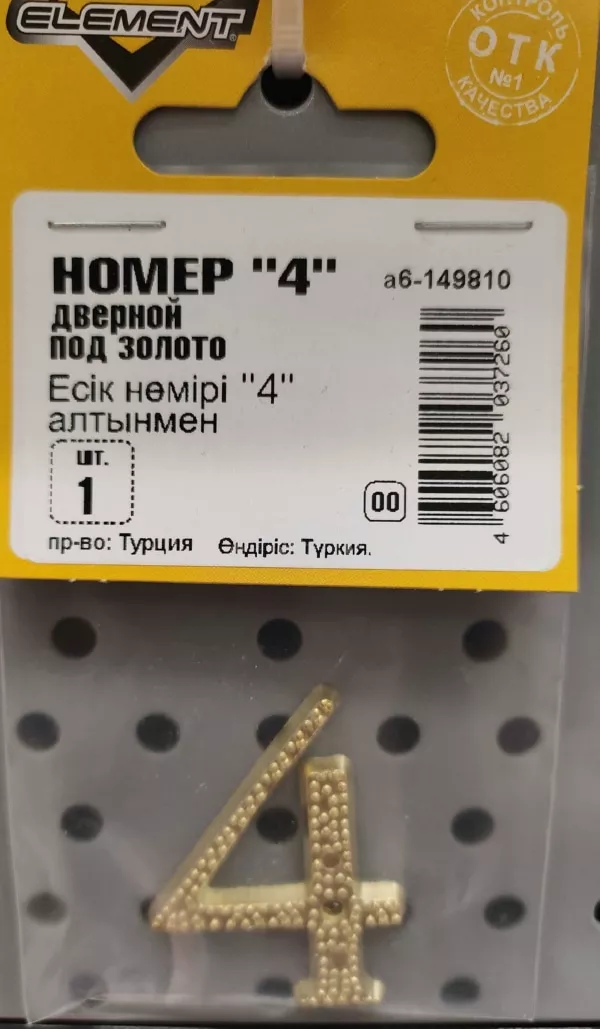 ELEMENT
КОНТРОЛЬ
ОТК
№1
КАЧЕСТВА
НОМЕР "4"
дверной
под золото
а6-149810
Есік нөмірі "4"
алтынмен
шт.
1
00
4 606082 037260
пр-во: Турция Өндіріс: Түркия.
4